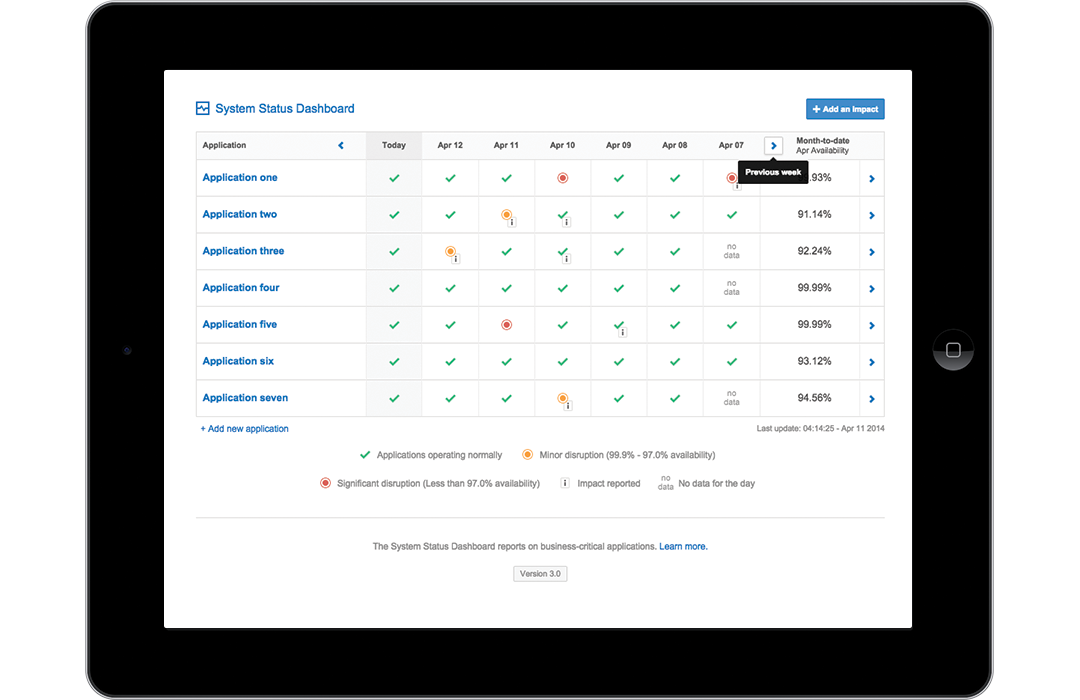 System Status Dashboard
+ Add an Impact
Application Today Apr 12 Apr 11 Apr 10 Apr 09 Apr 08 Apr 07 Month-to-date
Apr Availability
Previous week
Application one .93%
i
Application two 91.14%
i i
Application three no data 92.24%
i i
Application four no data 99.99%
Application five 99.99%
i
Application six 93.12%
Application seven no data 94.56%
i
+ Add new application Last update: 04:14:25 - Apr 11 2014
Applications operating normally Minor disruption (99.9% - 97.0% availability)
Significant disruption (Less than 97.0% availability) i Impact reported no data No data for the day
The System Status Dashboard reports on business-critical applications. Learn more.
Version 3.0